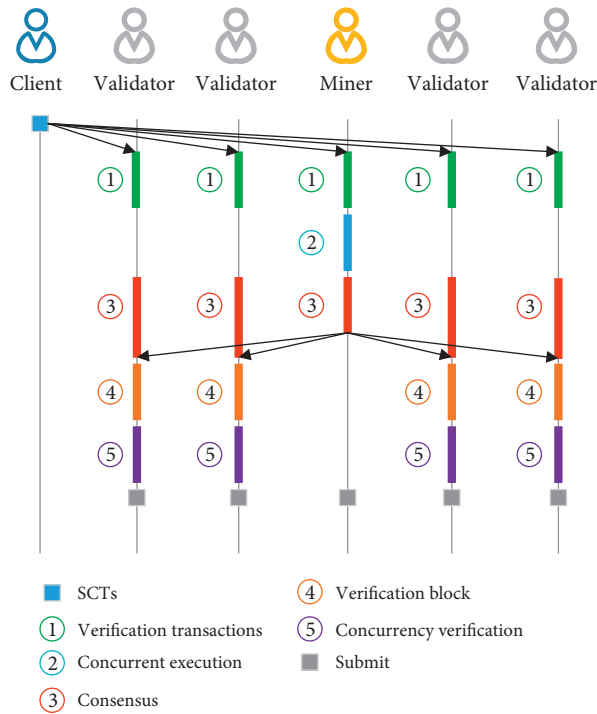 Client Validator Validator Miner Validator Validator
1 1 1 1 1
2
3 3 3 3 3
4 4 4 4
5 5 5 5
SCTs
1 Verification transactions
2 Concurrent execution
3 Consensus
4 Verification block
5 Concurrency verification
Submit